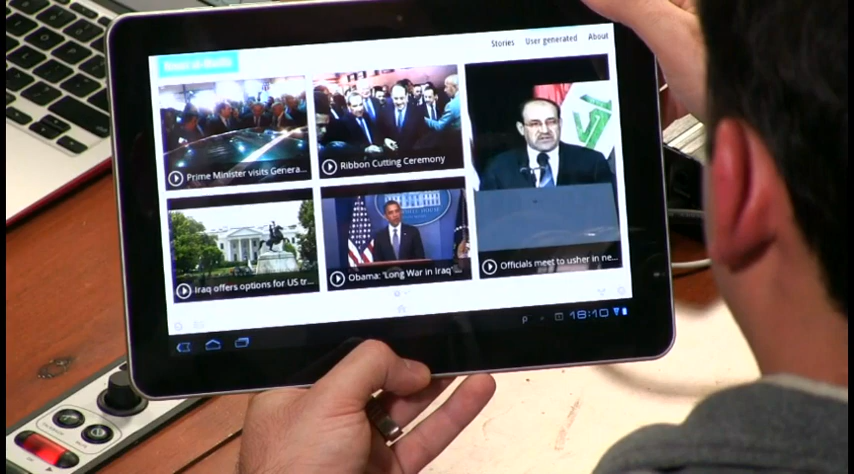 Stories User generated About
Prime Minister visits Genera...
Ribbon Cutting Ceremony
Iraq offers options for US tr...
Obama: 'Long War in Iraq'
Officials meet to usher in ne...
18:10